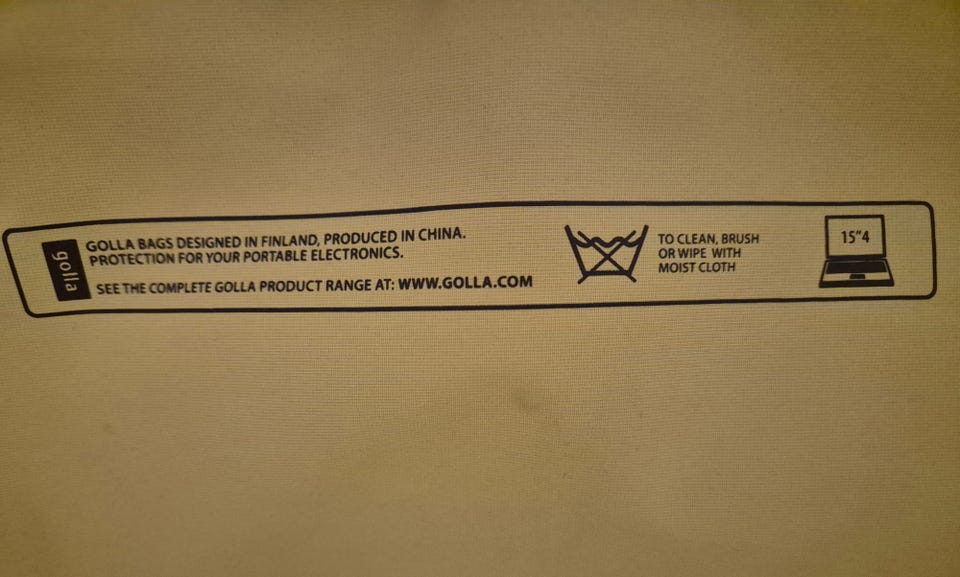 golla
GOLLA BAGS DESIGNED IN FINLAND, PRODUCED IN CHINA.
PROTECTION FOR YOUR PORTABLE ELECTRONICS.
SEE THE COMPLETE GOLLA PRODUCT RANGE AT: WWW.GOLLA.COM
TO CLEAN, BRUSH
OR WIPE WITH
MOIST CLOTH
15"4